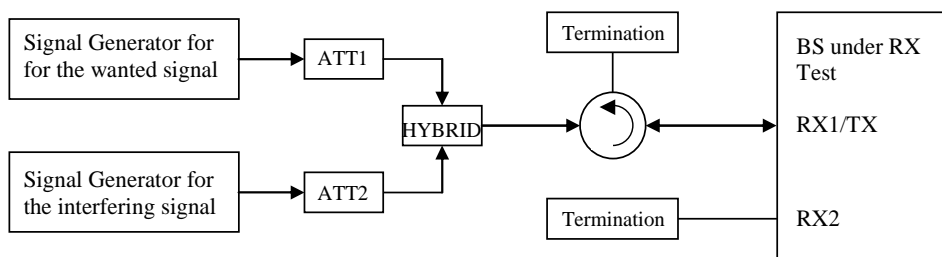 Signal Generator for
for the wanted signal
ATT1
Termination
BS under RX
Test
HYBRID
RX1/TX
Signal Generator for
the interfering signal
ATT2
Termination
RX2